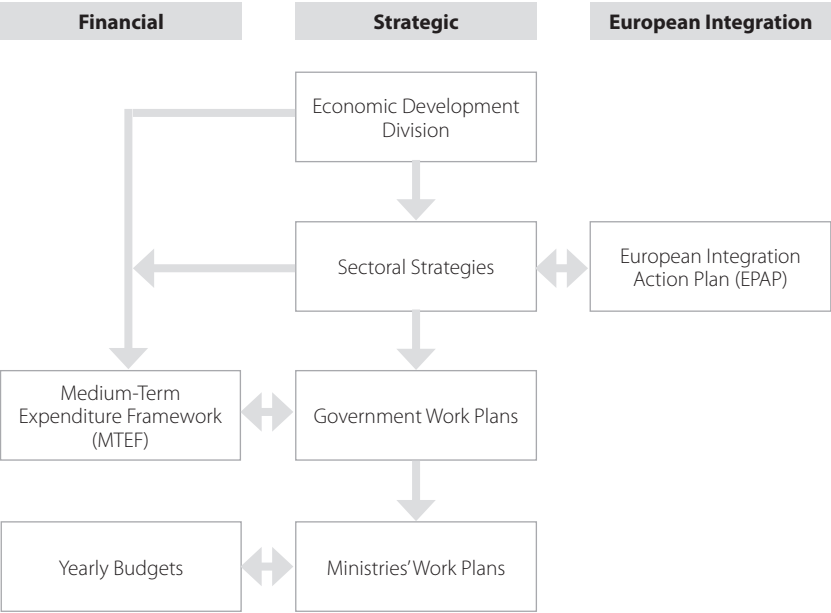 Financial
Strategic
European Integration
Economic Development
Division
Sectoral Strategies
European Integration
Action Plan (EPAP)
Medium-Term
Expenditure Framework
(MTEF)
Government Work Plans
Yearly Budgets
Ministries’ Work Plans